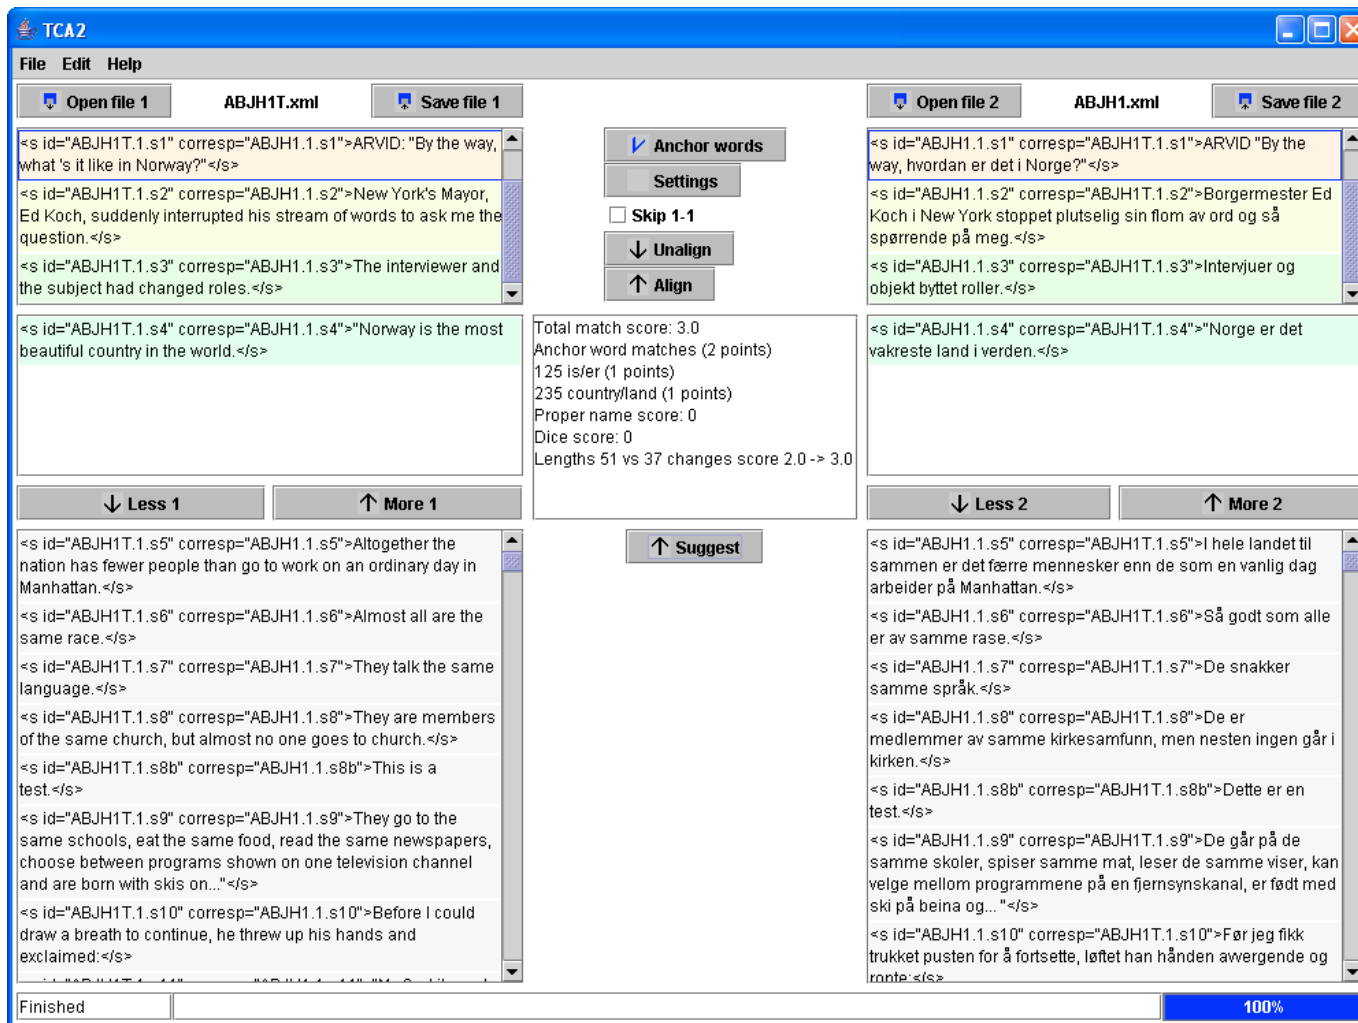 TCA2
File Edit Help
Open file 1 ABJH1T.xml Save file 1
Open file 2 ABJH1.xml Save file 2
<s id="ABJH1T.1.s1" corresp="ABJH1.1.s1">ARVID: "By the way,
what 's it like in Norway?"</s>
<s id="ABJH1T.1.s2" corresp="ABJH1.1.s2">New York's Mayor,
Ed Koch, suddenly interrupted his stream of words to ask me the
question.</s>
<s id="ABJH1T.1.s3" corresp="ABJH1.1.s3">The interviewer and
the subject had changed roles.</s>
Anchor words
Settings
Skip 1-1
Unalign
Align
<s id="ABJH1.1.s1" corresp="ABJH1T.1.s1">ARVID "By the
way, hvordan er det i Norge?"</s>
<s id="ABJH1.1.s2" corresp="ABJH1T.1.s2">Borgermester Ed
Koch i New York stoppet plutselig sin flom av ord og så
spørrende på meg.</s>
<s id="ABJH1.1.s3" corresp="ABJH1T.1.s3">Intervjuer og
objekt byttet roller.</s>
<s id="ABJH1T.1.s4" corresp="ABJH1.1.s4">"Norway is the most
beautiful country in the world.</s>
Total match score: 3.0
Anchor word matches (2 points)
125 is/er (1 points)
235 country/land (1 points)
Proper name score: 0
Dice score: 0
Lengths 51 vs 37 changes score 2.0 -> 3.0
<s id="ABJH1.1.s4" corresp="ABJH1T.1.s4">"Norge er det
vakreste land i verden.</s>
Less 1 More 1
Less 2 More 2
<s id="ABJH1T.1.s5" corresp="ABJH1.1.s5">Altogether the
nation has fewer people than go to work on an ordinary day in
Manhattan.</s>
<s id="ABJH1T.1.s6" corresp="ABJH1.1.s6">Almost all are the
same race.</s>
<s id="ABJH1T.1.s7" corresp="ABJH1.1.s7">They talk the same
language.</s>
<s id="ABJH1T.1.s8" corresp="ABJH1.1.s8">They are members
of the same church, but almost no one goes to church.</s>
<s id="ABJH1T.1.s8b" corresp="ABJH1.1.s8b">This is a
test.</s>
<s id="ABJH1T.1.s9" corresp="ABJH1.1.s9">They go to the
same schools, eat the same food, read the same newspapers,
choose between programs shown on one television channel
and are born with skis on..."</s>
<s id="ABJH1T.1.s10" corresp="ABJH1.1.s10">Before I could
draw a breath to continue, he threw up his hands and
exclaimed:</s>
Suggest
<s id="ABJH1.1.s5" corresp="ABJH1T.1.s5">I hele landet til
sammen er det færre mennesker enn de som en vanlig dag
arbeider på Manhattan.</s>
<s id="ABJH1.1.s6" corresp="ABJH1T.1.s6">Så godt som alle
er av samme rase.</s>
<s id="ABJH1.1.s7" corresp="ABJH1T.1.s7">De snakker
samme språk.</s>
<s id="ABJH1.1.s8" corresp="ABJH1T.1.s8">De er
medlemmer av samme kirkesamfunn, men nesten ingen går i
kirken.</s>
<s id="ABJH1.1.s8b" corresp="ABJH1T.1.s8b">Dette er en
test.</s>
<s id="ABJH1.1.s9" corresp="ABJH1T.1.s9">De går på de
samme skoler, spiser samme mat, leser de samme viser, kan
velge mellom programmene på en fjernsynskanal, er født med
ski på beina og... "</s>
<s id="ABJH1.1.s10" corresp="ABJH1T.1.s10">Før jeg fikk
trukket pusten for å fortsette, løftet han hånden avvergende og
ropte:</s>
Finished
100%